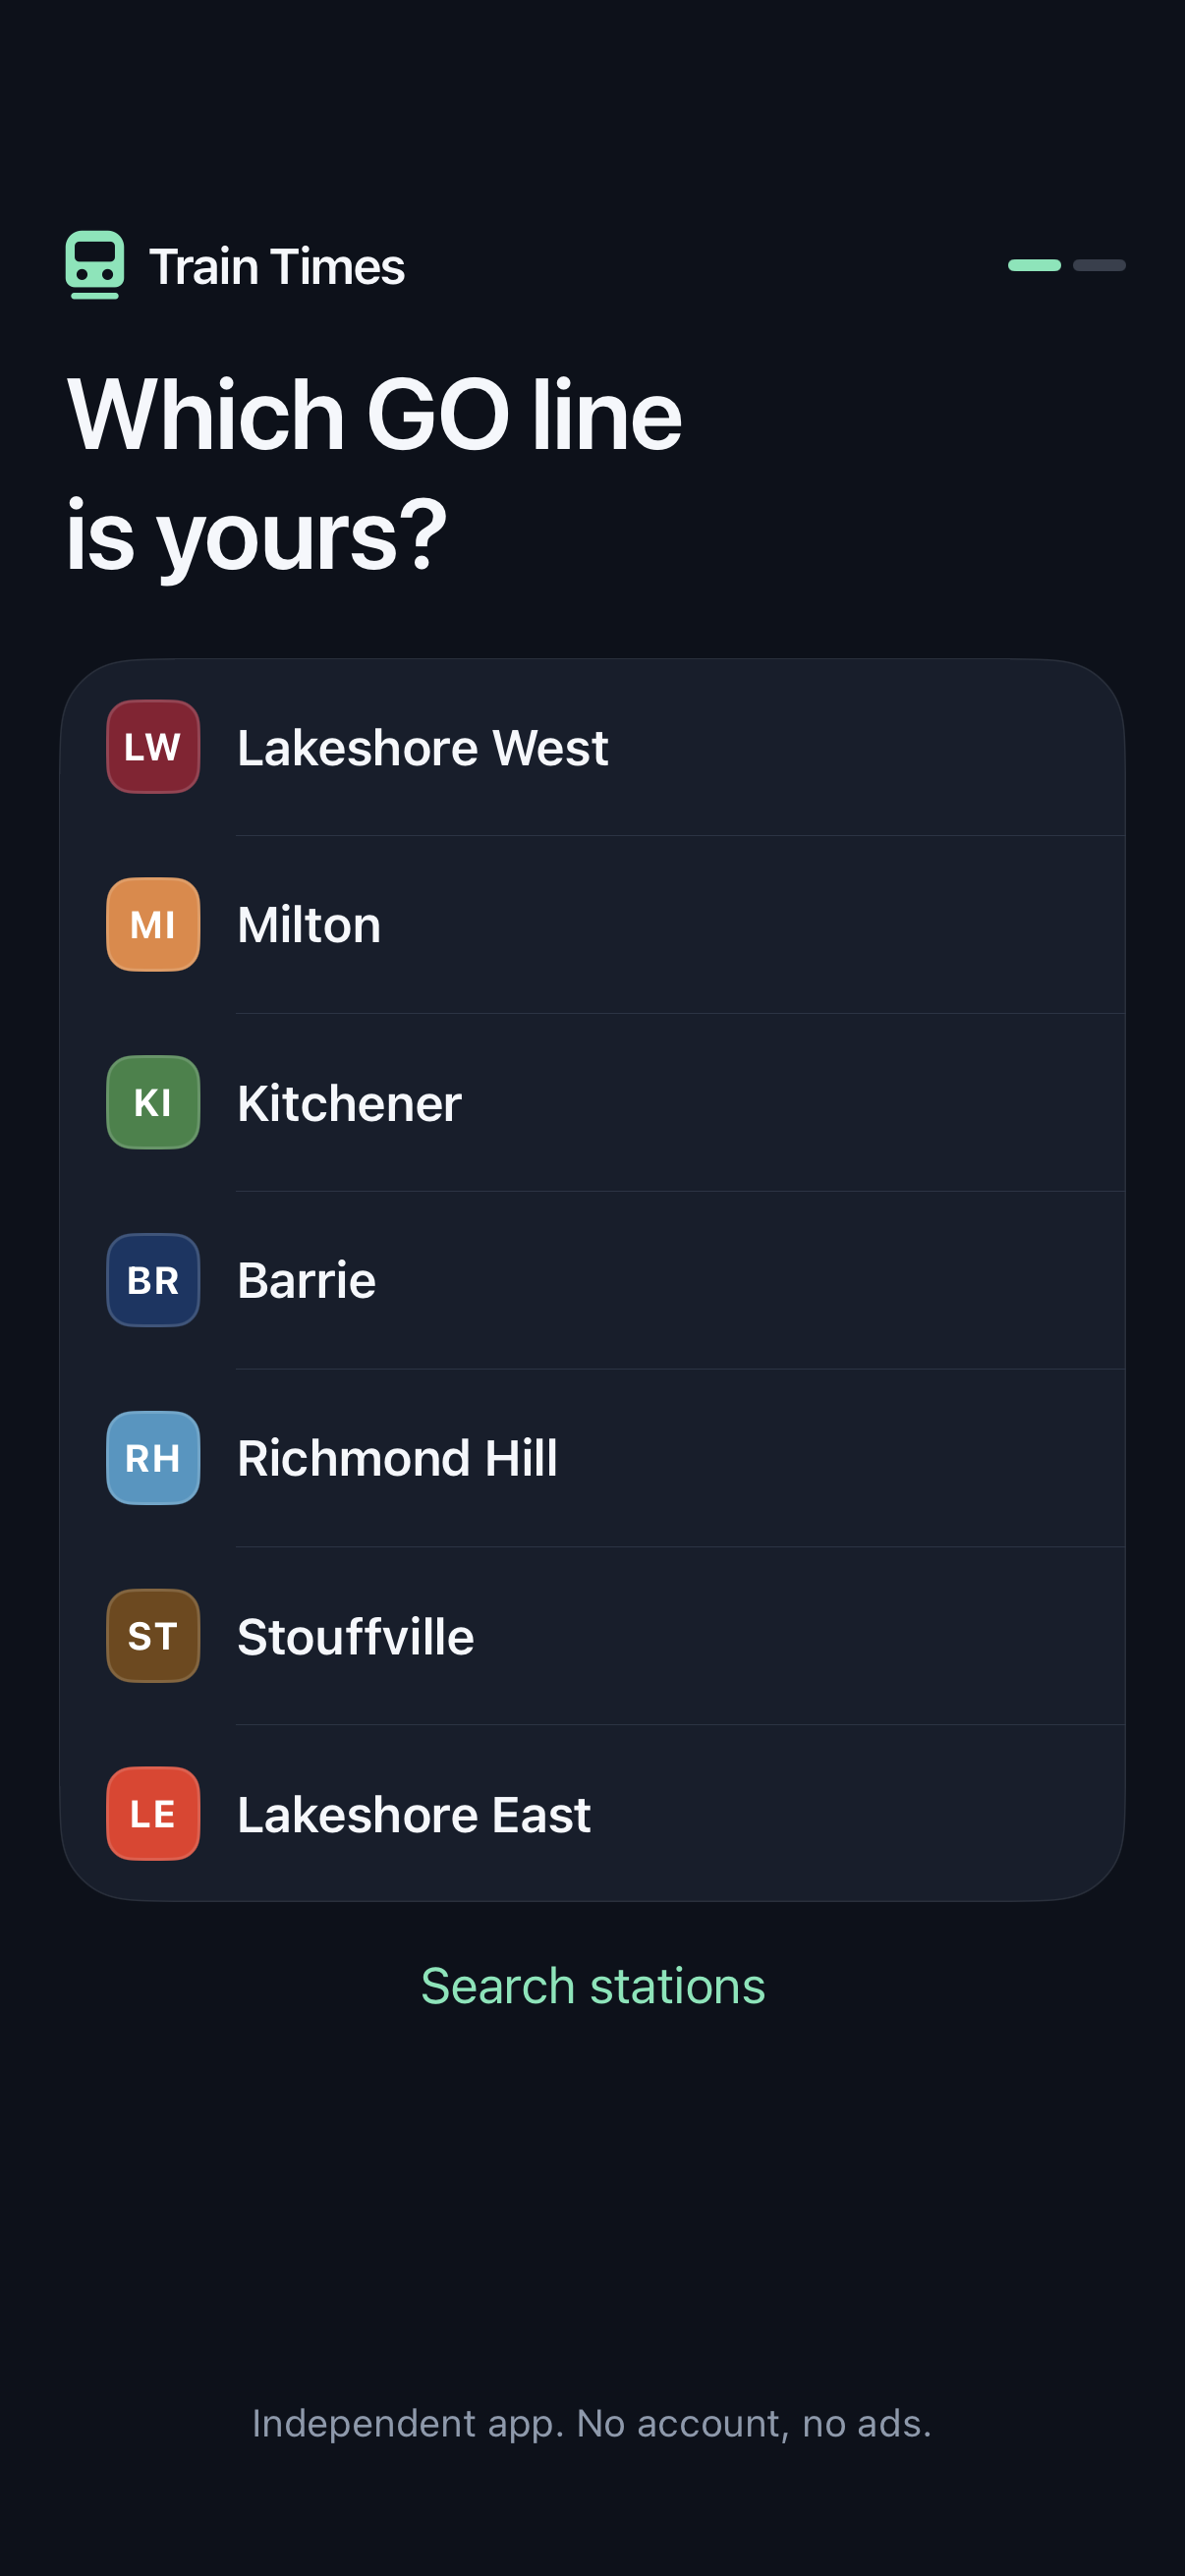 Train Times
Which GO line
is yours?
LW Lakeshore West
MI Milton
KI Kitchener
BR Barrie
RH Richmond Hill
ST Stouffville
LE Lakeshore East
Search stations
Independent app. No account, no ads.